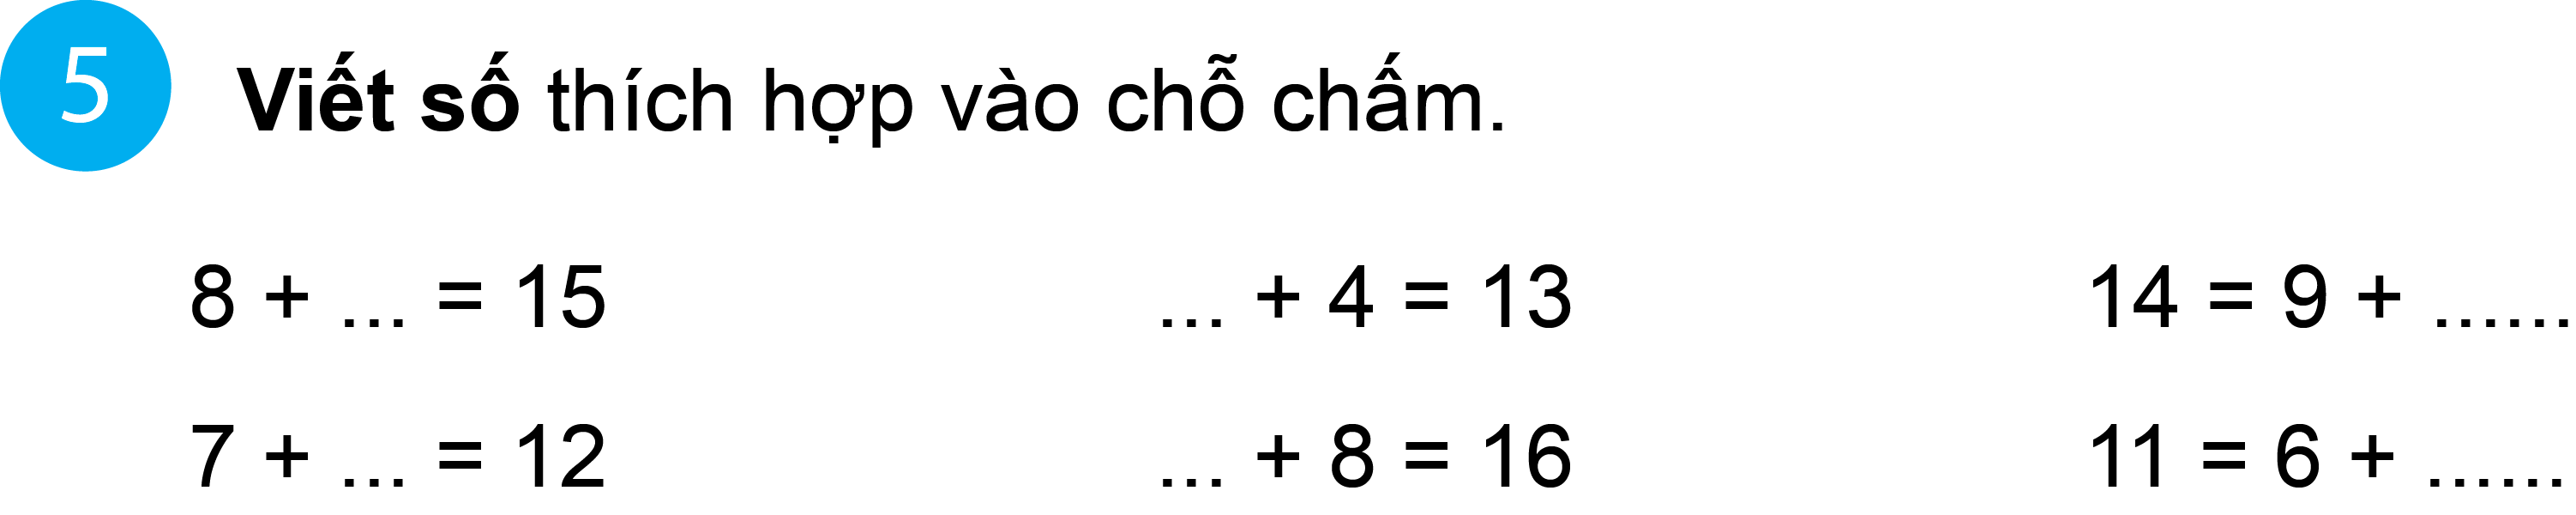 5 Viết số thích hợp vào chỗ chấm.
8 + ... = 15 ... + 4 = 13 14 = 9 + ......
7 + ... = 12 ... + 8 = 16 11 = 6 + ......